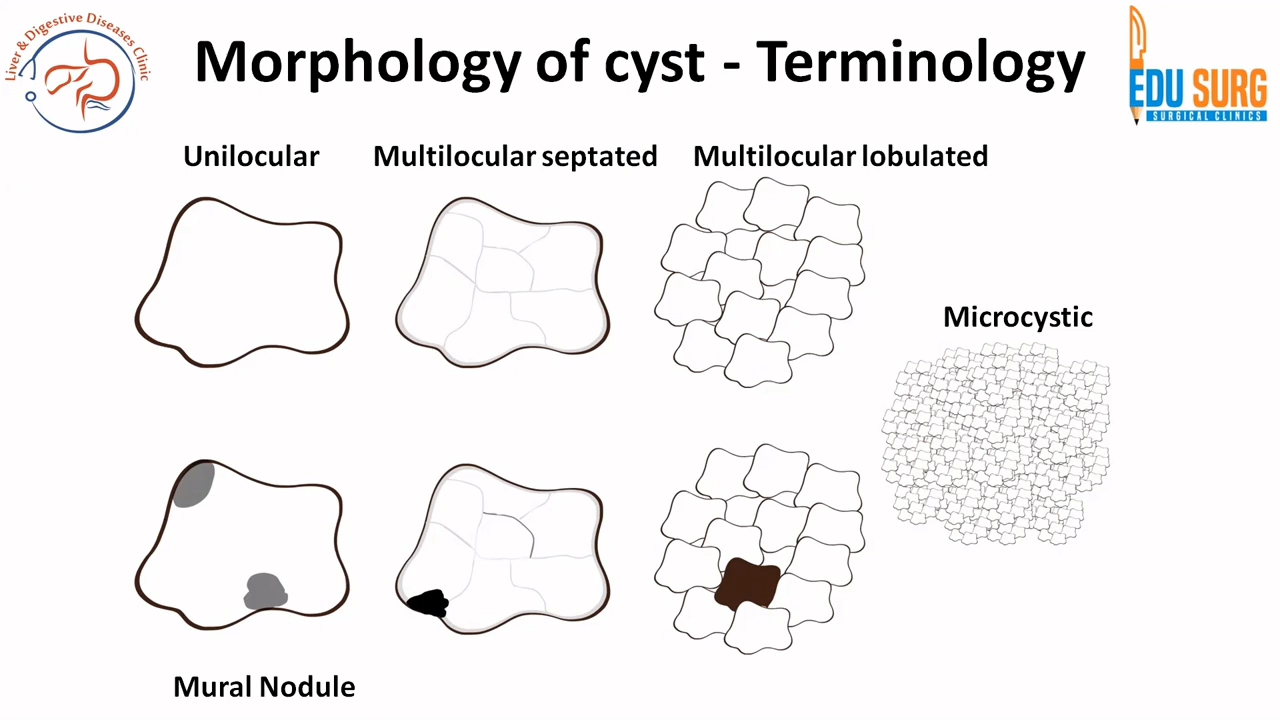 Liver & Digestive Diseases Clinic
Morphology of cyst - Terminology
EDU SURG
SURGICAL CLINICS
Unilocular
Multilocular septated
Multilocular lobulated
Microcystic
Mural Nodule